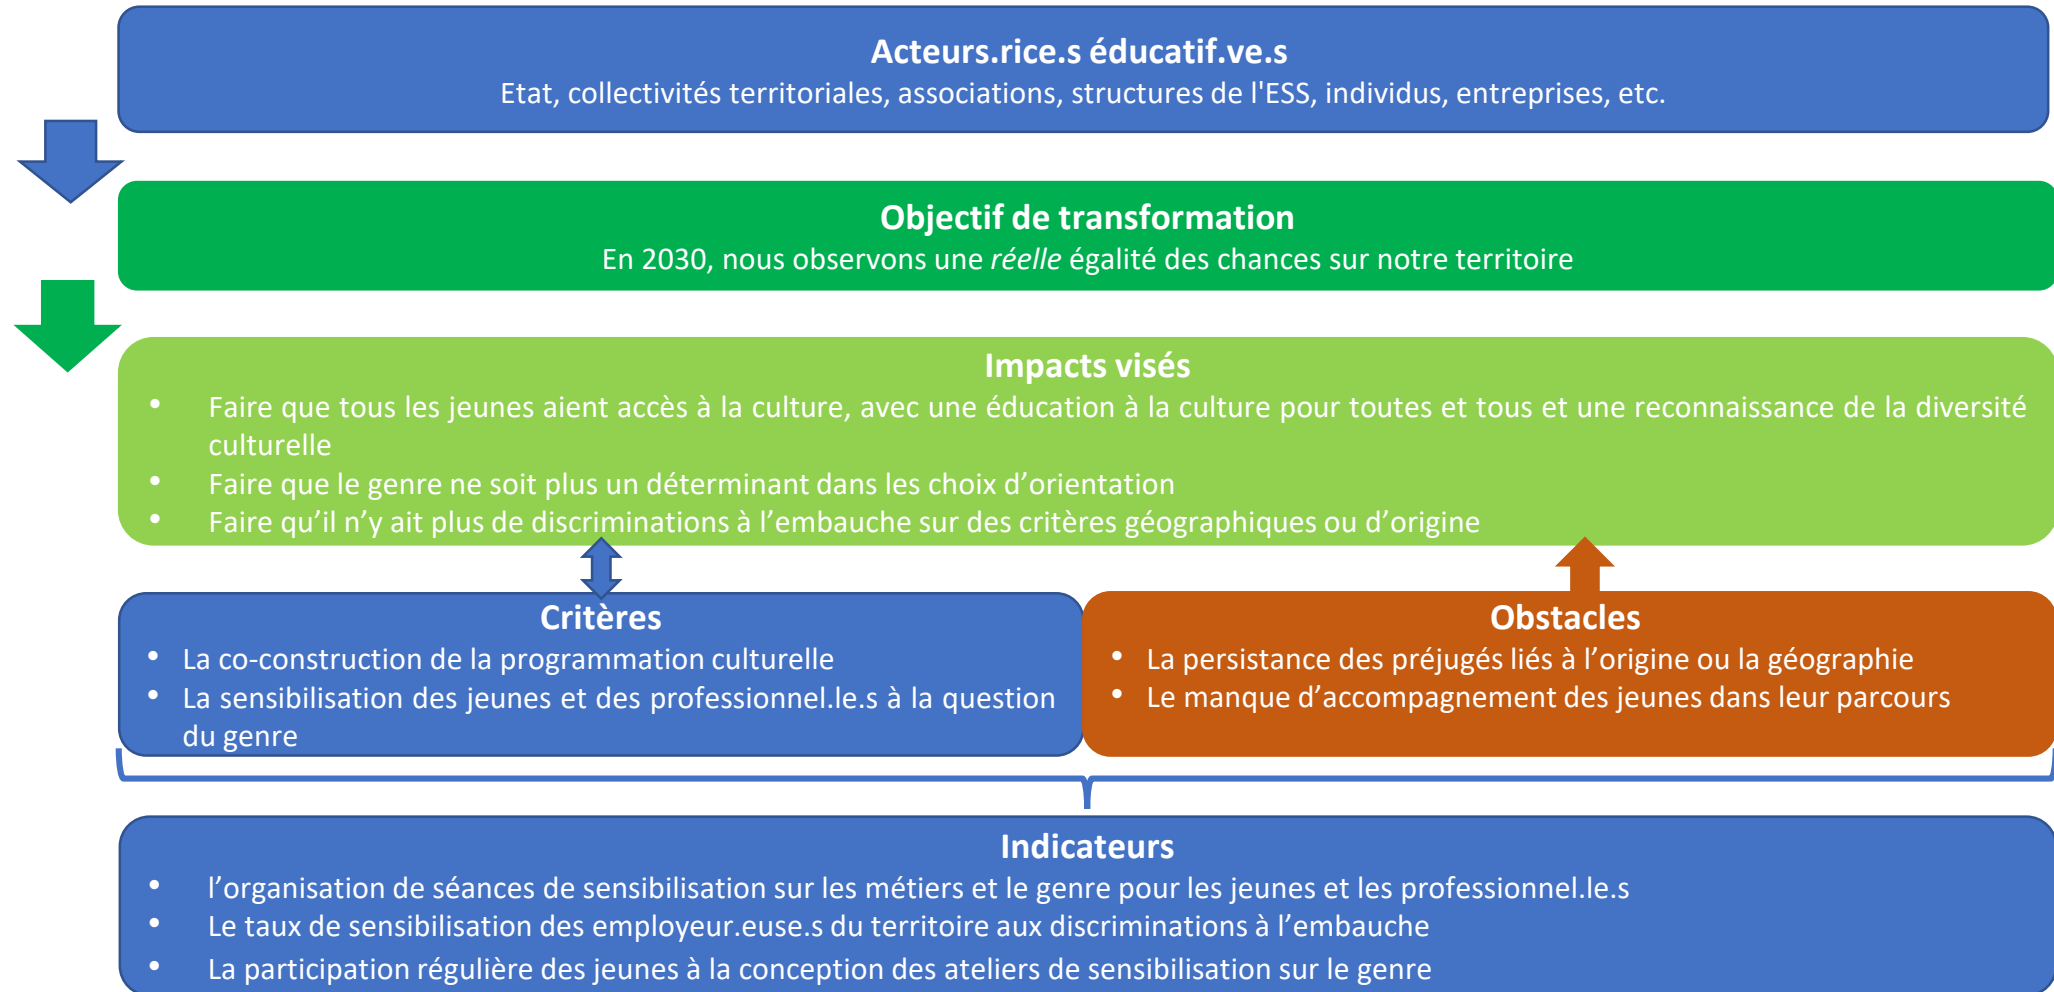 Acteurs.rice.s éducatif.ve.s
Etat, collectivités territoriales, associations, structures de l'ESS, individus, entreprises, etc.
Objectif de transformation
En 2030, nous observons une réelle égalité des chances sur notre territoire
Impacts visés
• Faire que tous les jeunes aient accès à la culture, avec une éducation à la culture pour toutes et tous et une reconnaissance de la diversité
culturelle
• Faire que le genre ne soit plus un déterminant dans les choix d’orientation
• Faire qu’il n’y ait plus de discriminations à l’embauche sur des critères géographiques ou d’origine
Critères
• La co-construction de la programmation culturelle
• La sensibilisation des jeunes et des professionnel.le.s à la question
du genre
Obstacles
• La persistance des préjugés liés à l’origine ou la géographie
• Le manque d’accompagnement des jeunes dans leur parcours
Indicateurs
• l’organisation de séances de sensibilisation sur les métiers et le genre pour les jeunes et les professionnel.le.s
• Le taux de sensibilisation des employeur.euse.s du territoire aux discriminations à l’embauche
• La participation régulière des jeunes à la conception des ateliers de sensibilisation sur le genre